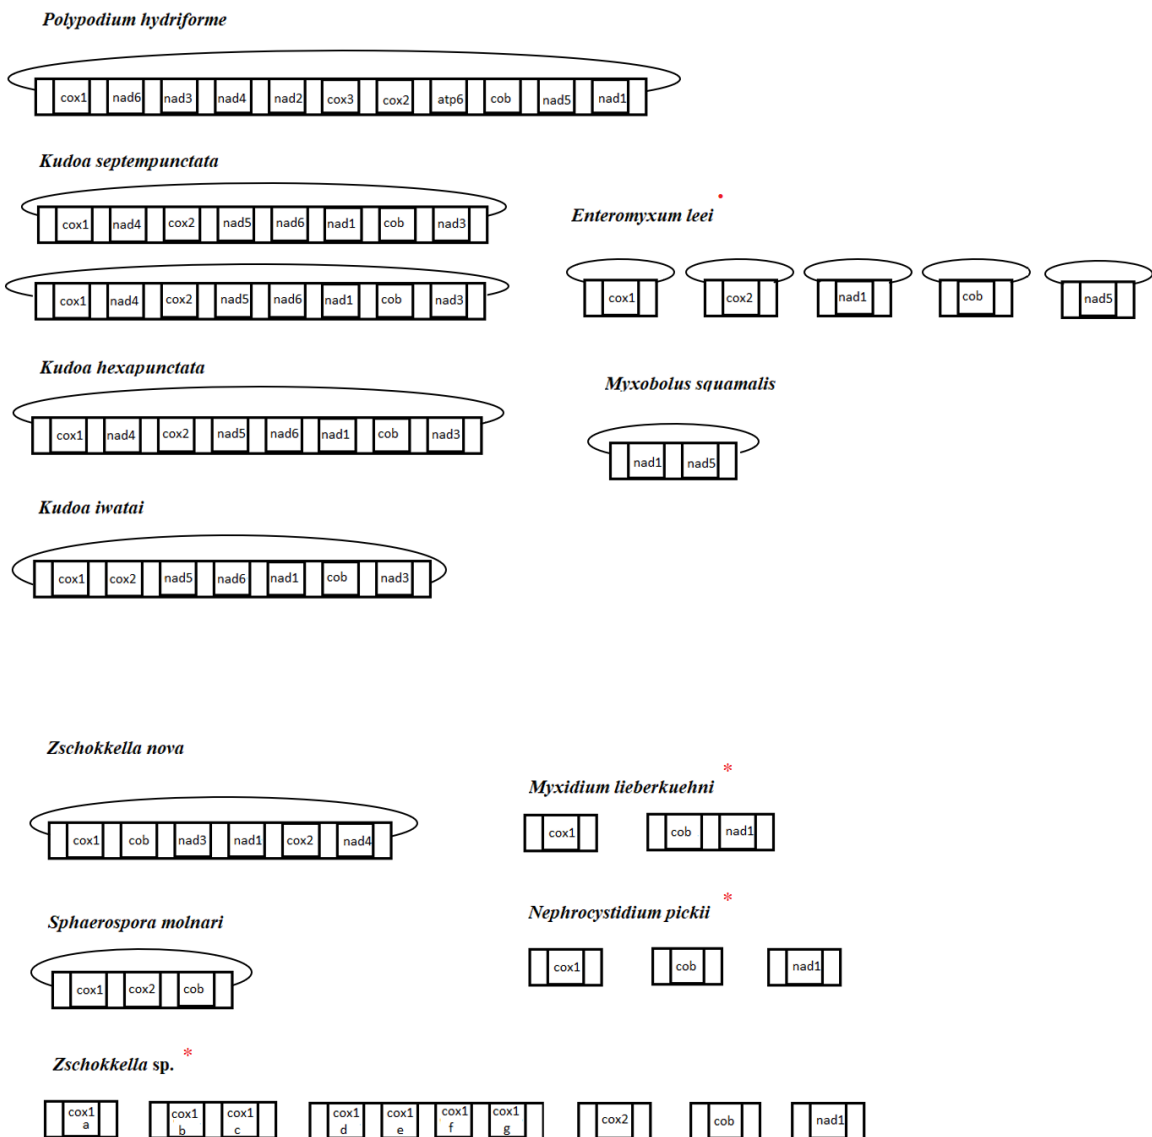 Polypodium hydriforme
cox1 nad6 nad3 nad4 nad2 cox3 cox2 atp6 cob nad5 nad1
Kudoa septempunctata
cox1 nad4 cox2 nad5 nad6 nad1 cob nad3
cox1 nad4 cox2 nad5 nad6 nad1 cob nad3
Enteromyxum leei
cox1 cox2 nad1 cob nad5
Kudoa hexapunctata
cox1 nad4 cox2 nad5 nad6 nad1 cob nad3
Myxobolus squamalis
nad1 nad5
Kudoa iwatai
cox1 cox2 nad5 nad6 nad1 cob nad3
Zschokkella nova
cox1 cob nad3 nad1 cox2 nad4
Myxidium lieberkuehni *
cox1 cob nad1
Sphaerospora molnari
cox1 cox2 cob
Nephrocystidium pickii *
cox1 cob nad1
Zschokkella sp. *
cox1 a cox1 b cox1 c cox1 d cox1 e cox1 f cox1 g cox2 cob nad1